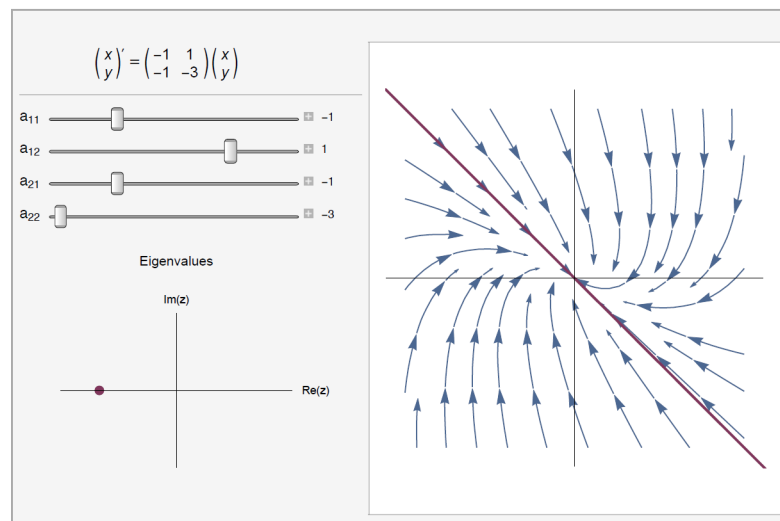 (x y)′ = (−1 1 −1 −3)(x y)
a11 −1
a12 1
a21 −1
a22 −3
Eigenvalues
Im(z)
Re(z)